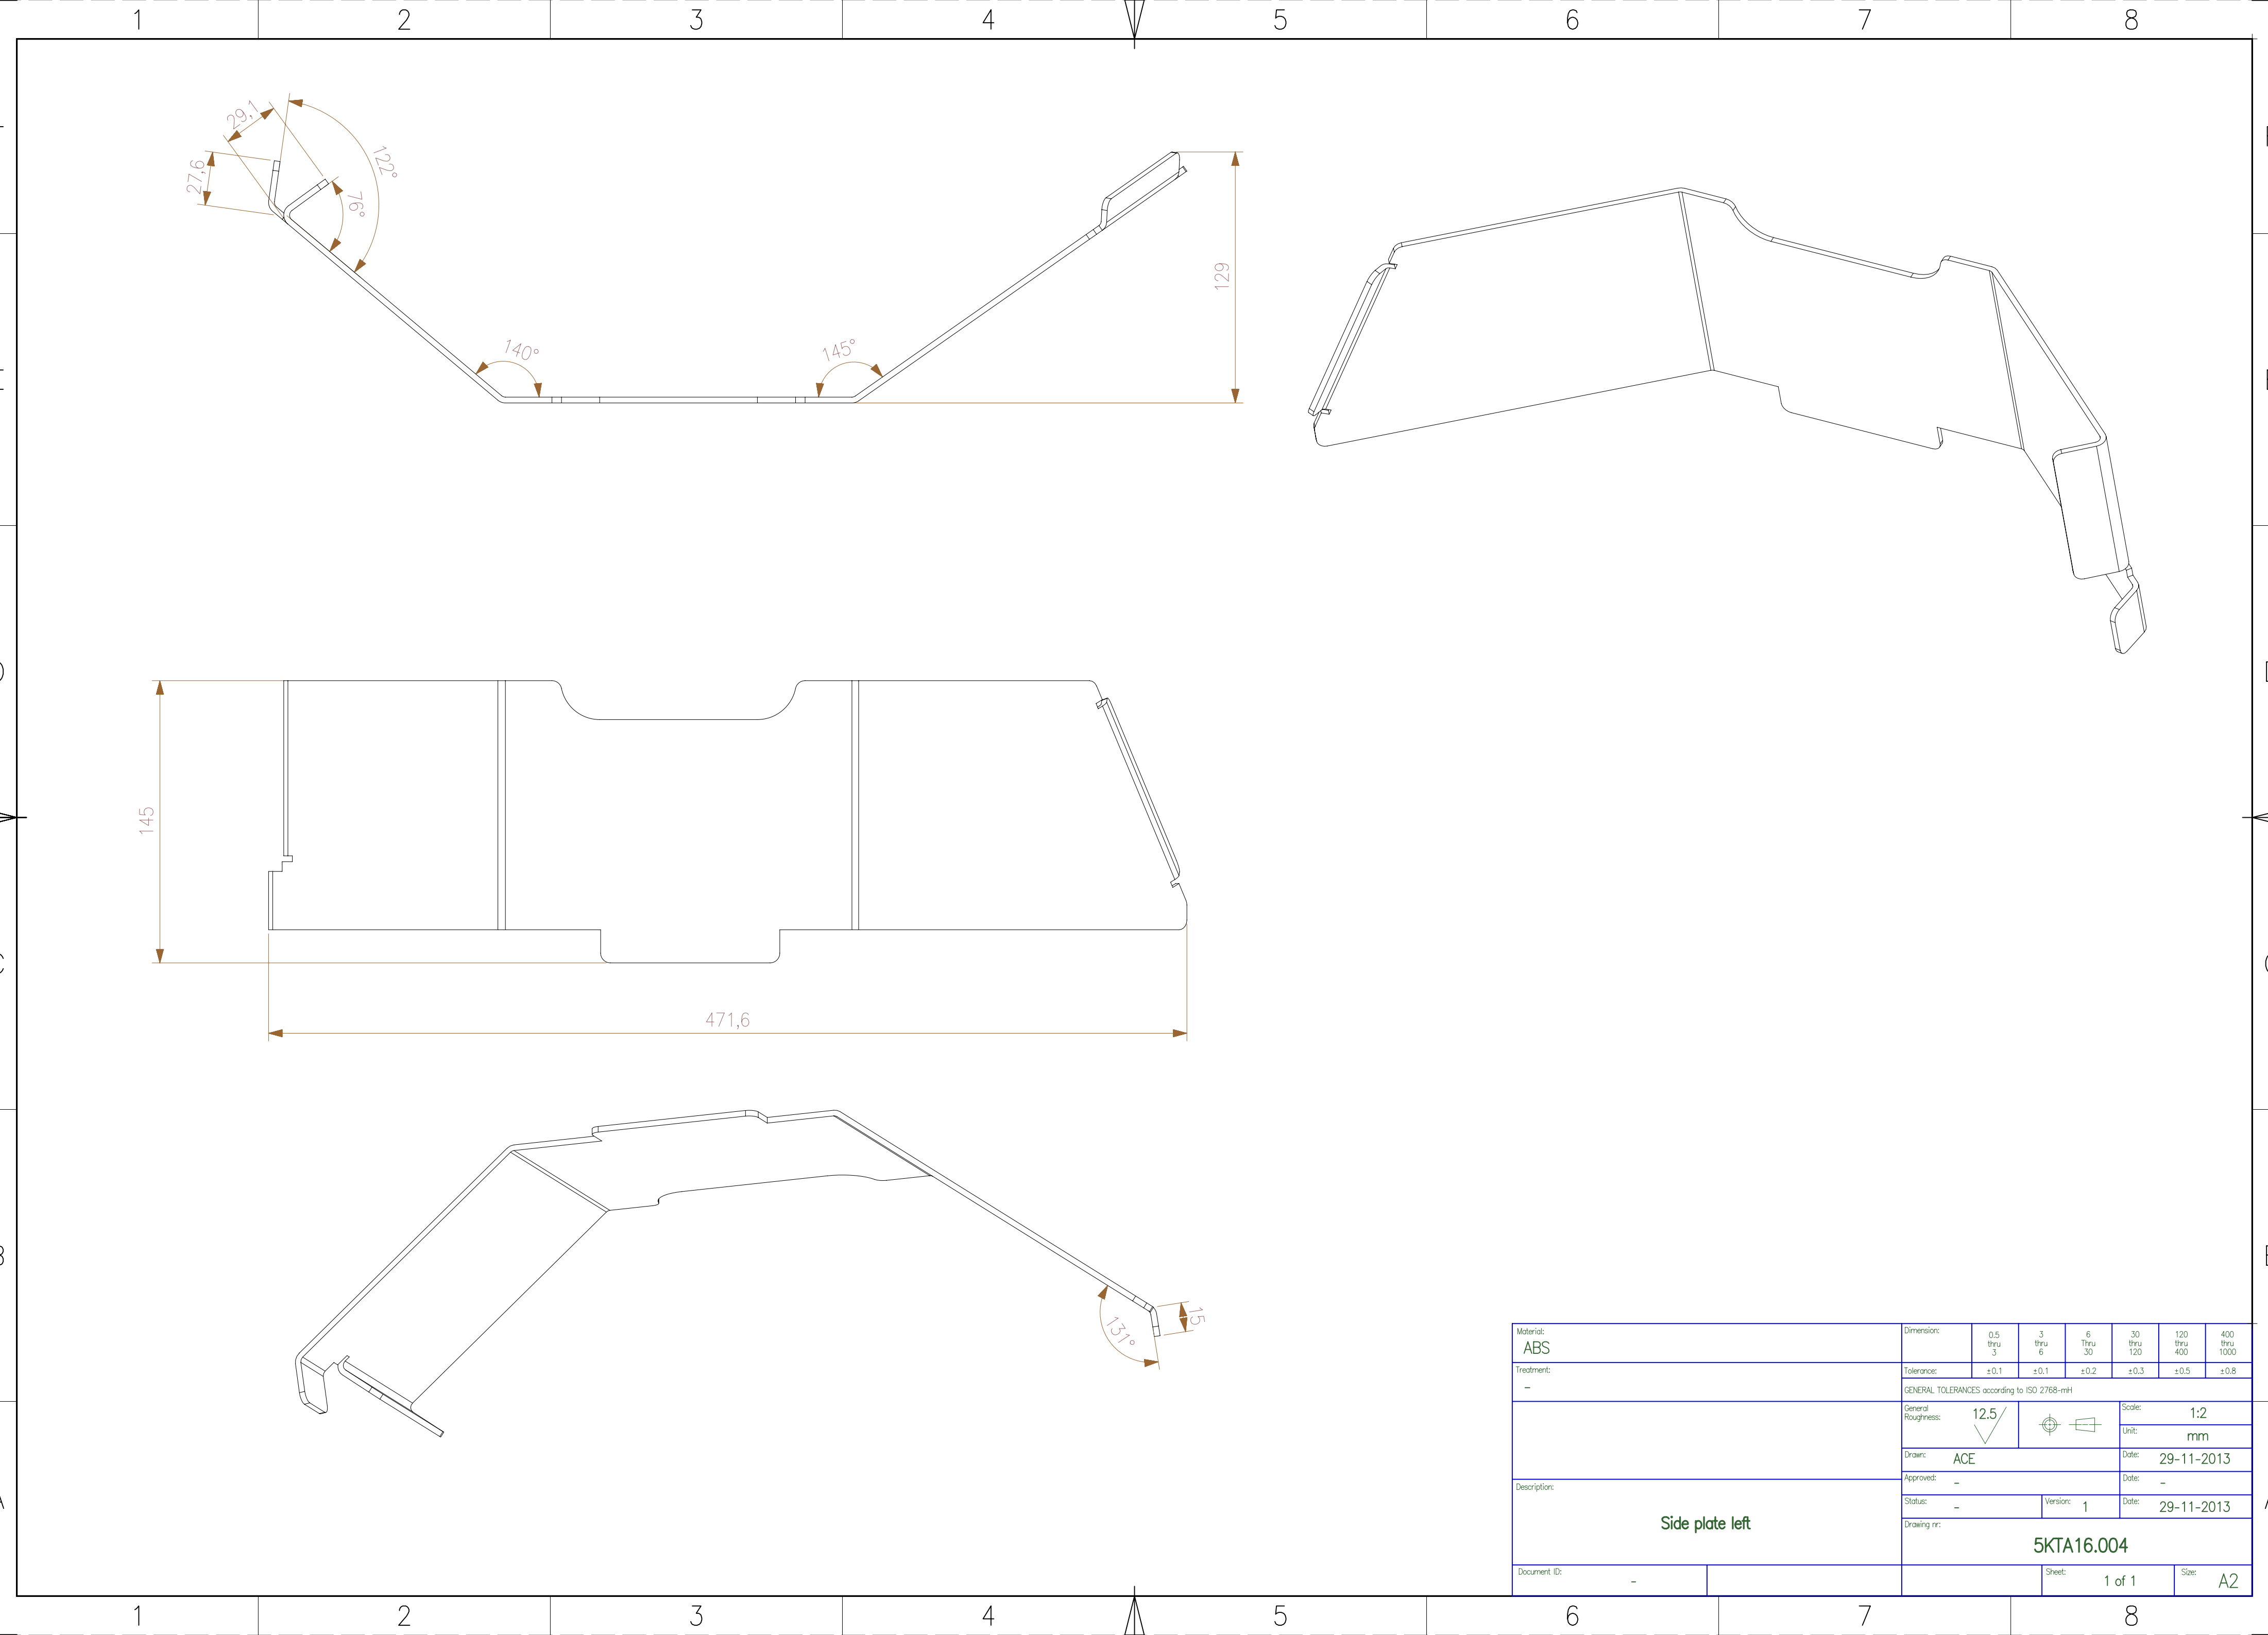 1 2 3 4 5 6 7 8
29,1
122°
27,6
76°
129
140°
145°
145
471,6
15
131°
Material:
ABS
Treatment:
-
Description:
Side plate left
Document ID:
-
Dimension:
0.5 thru 3
3 thru 6
6 Thru 30
30 thru 120
120 thru 400
400 thru 1000
Tolerance: ±0.1 ±0.1 ±0.2 ±0.3 ±0.5 ±0.8
GENERAL TOLERANCES according to ISO 2768-mH
General Roughness: 12.5
Scale: 1:2
Unit: mm
Drawn: ACE Date: 29-11-2013
Approved: - Date: -
Status: - Version: 1 Date: 29-11-2013
Drawing nr:
5KTA16.004
Sheet: 1 of 1 Size: A2
1 2 3 4 5 6 7 8